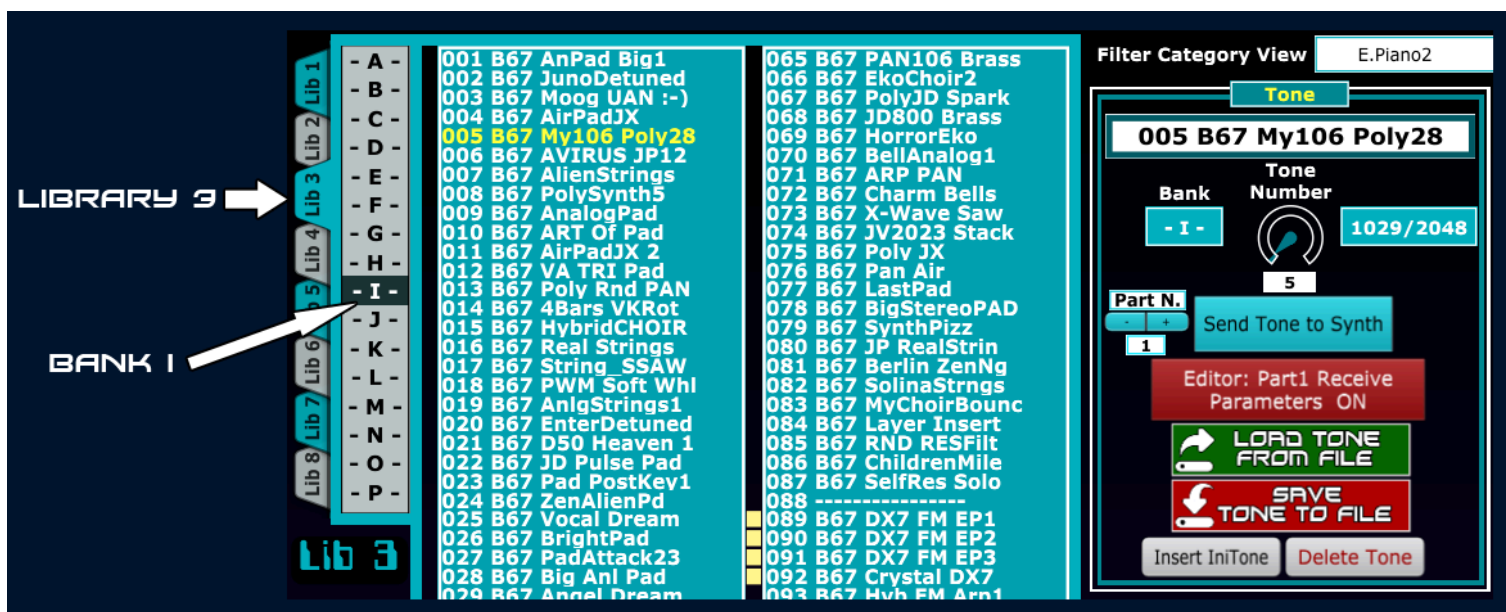 LIBRARY 3
BANK I
Lib 1
Lib 2
Lib 3
Lib 4
5
Lib 6
Lib 7
Lib 8
- A -
- B -
- C -
- D -
- E -
- F -
- G -
- H -
- I -
- J -
- K -
- L -
- M -
- N -
- O -
- P -
Lib 3
001 B67 AnPad Big1
002 B67 JunoDetuned
003 B67 Moog UAN :-)
004 B67 AirPadJX
005 B67 My106 Poly28
006 B67 AVIRUS JP12
007 B67 AlienStrings
008 B67 PolySynth5
009 B67 AnalogPad
010 B67 ART Of Pad
011 B67 AirPadJX 2
012 B67 VA TRI Pad
013 B67 Poly Rnd PAN
014 B67 4Bars VKRot
015 B67 HybridCHOIR
016 B67 Real Strings
017 B67 String_SSAW
018 B67 PWM Soft Whl
019 B67 AnlgStrings1
020 B67 EnterDetuned
021 B67 D50 Heaven 1
022 B67 JD Pulse Pad
023 B67 Pad PostKey1
024 B67 ZenAlienPd
025 B67 Vocal Dream
026 B67 BrightPad
027 B67 PadAttack23
028 B67 Big Anl Pad
029 B67 Angel Dream
065 B67 PAN106 Brass
066 B67 EkoChoir2
067 B67 PolyJD Spark
068 B67 JD800 Brass
069 B67 HorrorEko
070 B67 BellAnalog1
071 B67 ARP PAN
072 B67 Charm Bells
073 B67 X-Wave Saw
074 B67 JV2023 Stack
075 B67 Poly JX
076 B67 Pan Air
077 B67 LastPad
078 B67 BigStereoPAD
079 B67 SynthPizz
080 B67 JP RealStrin
081 B67 Berlin ZenNg
082 B67 SolinaStrngs
083 B67 MyChoirBounc
084 B67 Layer Insert
085 B67 RND RESFilt
086 B67 ChildrenMile
087 B67 SelfRes Solo
088 ----------------
089 B67 DX7 FM EP1
090 B67 DX7 FM EP2
091 B67 DX7 FM EP3
092 B67 Crystal DX7
093 B67 Hyb FM Arp1
Filter Category View
E.Piano2
Tone
005 B67 My106 Poly28
Bank
- I -
Tone
Number
5
1029/2048
Part N.
- +
1
Send Tone to Synth
Editor: Part1 Receive
Parameters ON
LOAD TONE
FROM FILE
SAVE
TONE TO FILE
Insert IniTone
Delete Tone